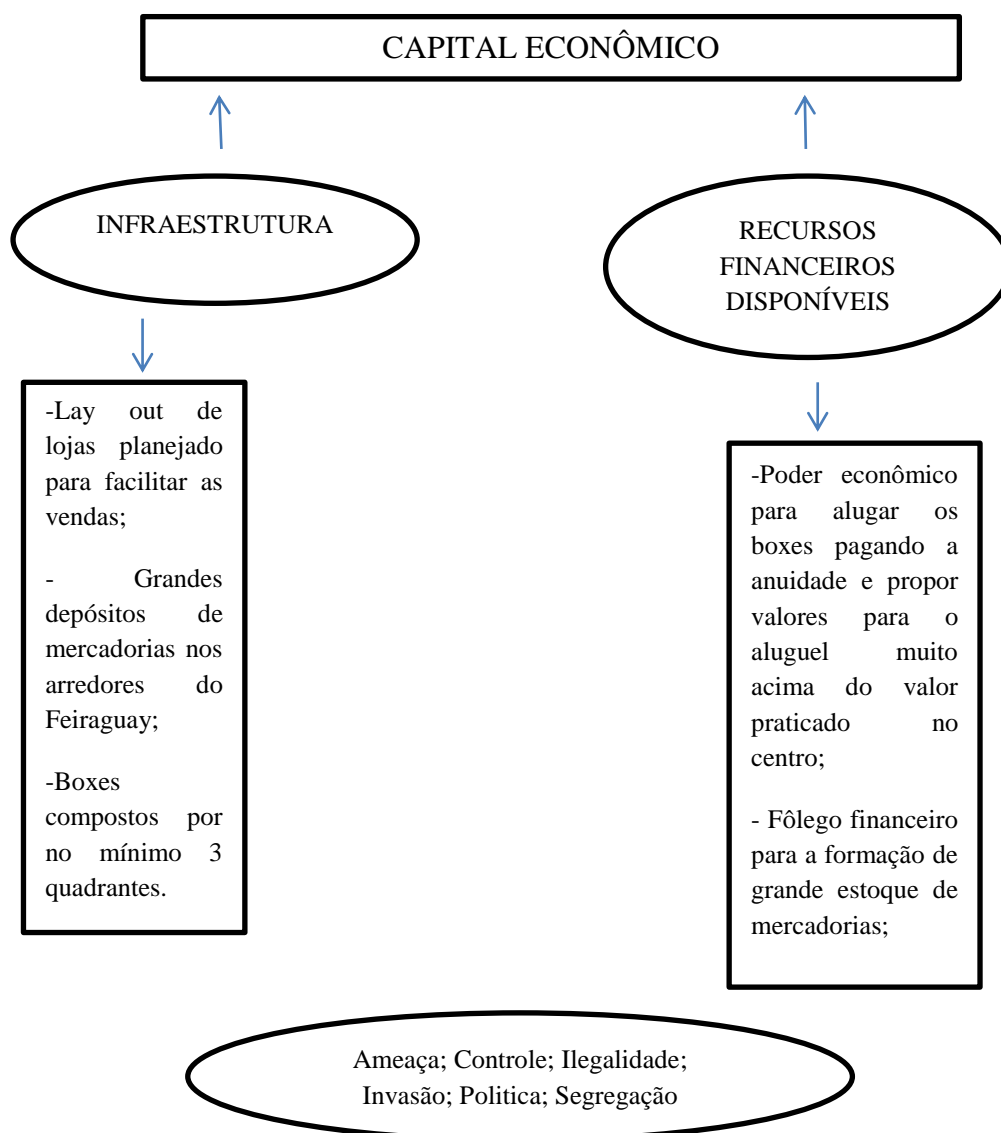 CAPITAL ECONÔMICO
INFRAESTRUTURA
RECURSOS
FINANCEIROS
DISPONÍVEIS
-Lay out de
lojas planejado
para facilitar as
vendas;
- Grandes
depósitos de
mercadorias nos
arredores do
Feiraguay;
-Boxes
compostos por
no mínimo 3
quadrantes.
-Poder econômico
para alugar os
boxes pagando a
anuidade e propor
valores para o
aluguel muito
acima do valor
praticado no
centro;
- Fôlego financeiro
para a formação de
grande estoque de
mercadorias;
Ameaça; Controle; Ilegalidade;
Invasão; Politica; Segregação